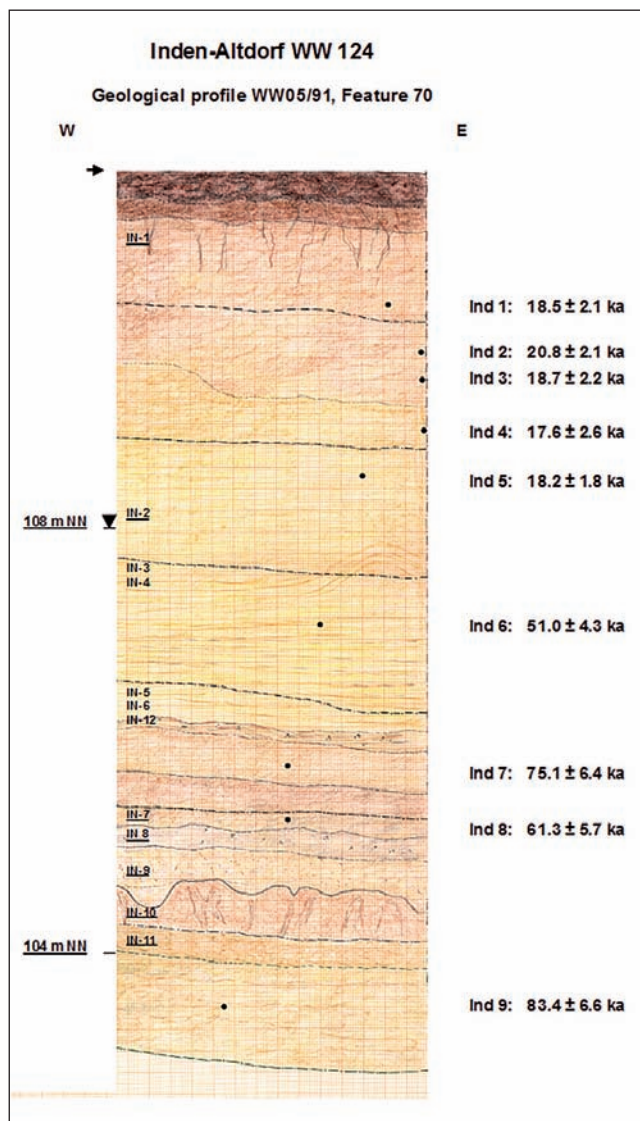 Inden-Altdorf WW 124
Geological profile WW05/91, Feature 70
W
E
IN-1
Ind 1: 18.5 ± 2.1 ka
Ind 2: 20.8 ± 2.1 ka
Ind 3: 18.7 ± 2.2 ka
Ind 4: 17.6 ± 2.6 ka
Ind 5: 18.2 ± 1.8 ka
IN-2
108 m NN
IN-3
IN-4
Ind 6: 51.0 ± 4.3 ka
IN-5
IN-6
IN-12
Ind 7: 75.1 ± 6.4 ka
IN-7
Ind 8: 61.3 ± 5.7 ka
IN 8
IN-9
IN-10
IN-11
104 m NN
Ind 9: 83.4 ± 6.6 ka